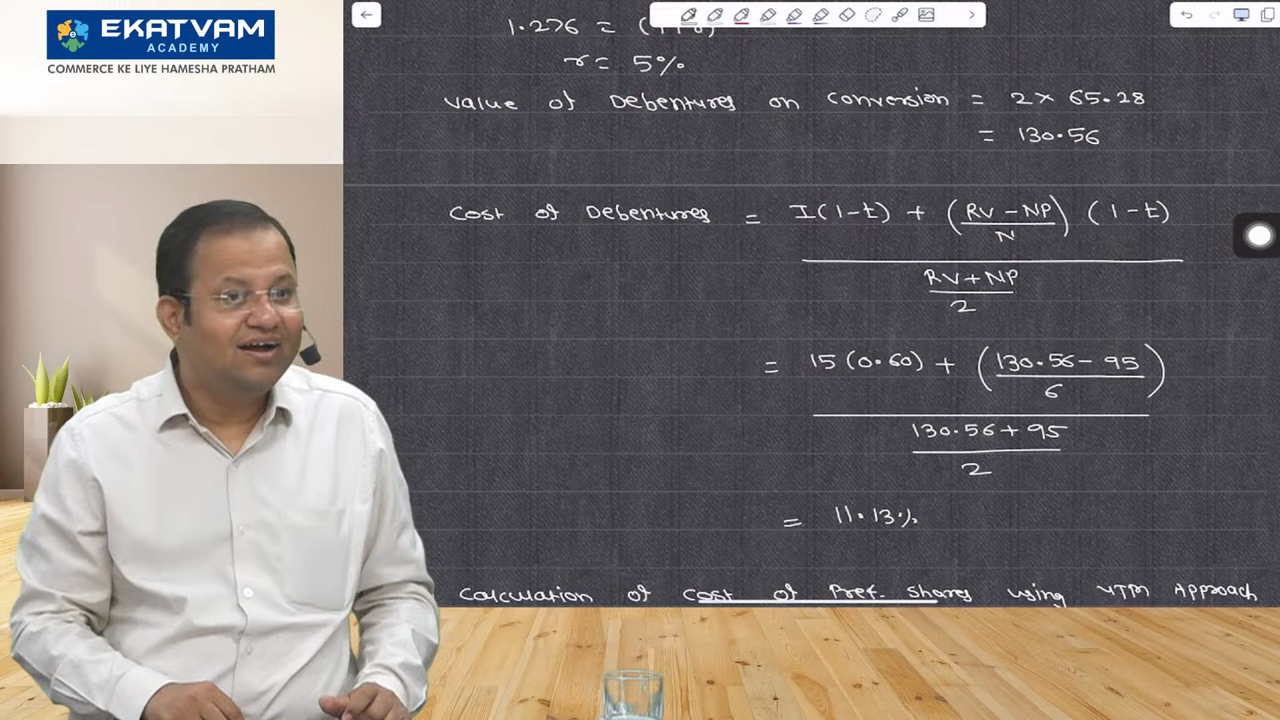 EKATVAM
ACADEMY
COMMERCE KE LIYE HAMESHA PRATHAM
1.276 =
r = 5%
Value of Debentures on conversion = 2 × 65.28
= 130.56
Cost of Debentures = I(1-t) + (RV-NP/N) (1-t)
RV+NP
2
= 15(0.60) + (130.56-95/6)
130.56+95
2
= 11.13%
Calculation of cost of Pref. Shares using YTM Approach